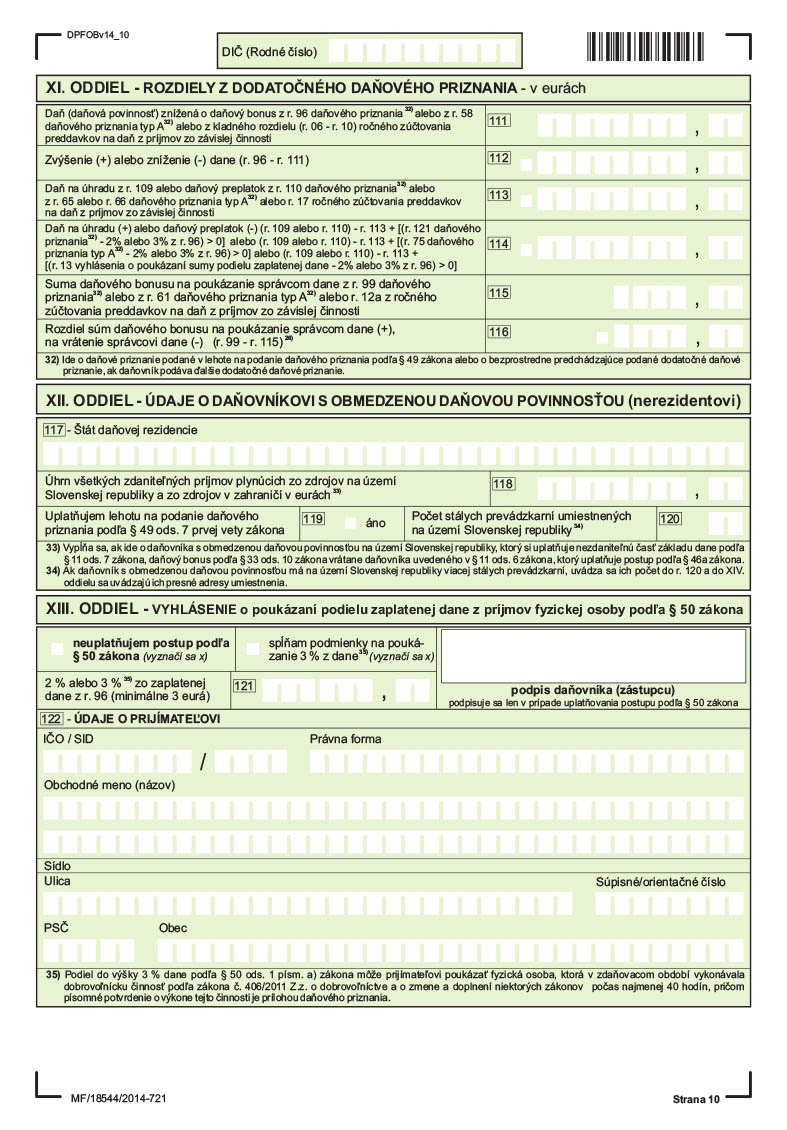 DPFOBv14_10
DIČ (Rodné číslo)
XI. ODDIEL - ROZDIELY Z DODATOČNÉHO DAŇOVÉHO PRIZNANIA - v eurách
Daň (daňová povinnosť) znížená o daňový bonus z r. 96 daňového priznania 32) alebo z r. 58
daňového priznania typ A32) alebo z kladného rozdielu (r. 06 - r. 10) ročného zúčtovania
preddavkov na daň z príjmov zo závislej činnosti
111
,
Zvýšenie (+) alebo zníženie (-) dane (r. 96 - r. 111)
112
,
Daň na úhradu z r. 109 alebo daňový preplatok z r. 110 daňového priznania32) alebo
z r. 65 alebo r. 66 daňového priznania typ A32) alebo r. 17 ročného zúčtovania preddavkov
na daň z príjmov zo závislej činnosti
113
,
Daň na úhradu (+) alebo daňový preplatok (-) (r. 109 alebo r. 110) - r. 113 + [(r. 121 daňového
priznania32) - 2% alebo 3% z r. 96) > 0] alebo (r. 109 alebo r. 110) - r. 113 + [(r. 75 daňového
priznania typ A32) - 2% alebo 3% z r. 96) > 0] alebo (r. 109 alebo r. 110) - r. 113 +
[(r. 13 vyhlásenia o poukázaní sumy podielu zaplatenej dane - 2% alebo 3% z r. 96) > 0]
114
,
Suma daňového bonusu na poukázanie správcom dane z r. 99 daňového
priznania32) alebo z r. 61 daňového priznania typ A32) alebo r. 12a z ročného
zúčtovania preddavkov na daň z príjmov zo závislej činnosti
115
,
Rozdiel súm daňového bonusu na poukázanie správcom dane (+),
na vrátenie správcovi dane (-) (r. 99 - r. 115) 26)
116
,
32) Ide o daňové priznanie podané v lehote na podanie daňového priznania podľa § 49 zákona alebo o bezprostredne predchádzajúce podané dodatočné daňové
priznanie, ak daňovník podáva ďalšie dodatočné daňové priznanie.
XII. ODDIEL - ÚDAJE O DAŇOVNÍKOVI S OBMEDZENOU DAŇOVOU POVINNOSŤOU (nerezidentovi)
117 - Štát daňovej rezidencie
Úhrn všetkých zdaniteľných príjmov plynúcich zo zdrojov na území
Slovenskej republiky a zo zdrojov v zahraničí v eurách 33)
118
,
Uplatňujem lehotu na podanie daňového
priznania podľa § 49 ods. 7 prvej vety zákona
119
áno
Počet stálych prevádzkarní umiestnených
na území Slovenskej republiky 34)
120
33) Vypĺňa sa, ak ide o daňovníka s obmedzenou daňovou povinnosťou na území Slovenskej republiky, ktorý si uplatňuje nezdaniteľnú časť základu dane podľa
§ 11 ods. 7 zákona, daňový bonus podľa § 33 ods. 10 zákona vrátane daňovníka uvedeného v § 11 ods. 6 zákona, ktorý uplatňuje postup podľa § 46a zákona.
34) Ak daňovník s obmedzenou daňovou povinnosťou má na území Slovenskej republiky viacej stálych prevádzkarní, uvádza sa ich počet do r. 120 a do XIV.
oddielu sa uvádzajú ich presné adresy umiestnenia.
XIII. ODDIEL - VYHLÁSENIE o poukázaní podielu zaplatenej dane z príjmov fyzickej osoby podľa § 50 zákona
neuplatňujem postup podľa
§ 50 zákona (vyznačí sa x)
spĺňam podmienky na pouká-
zanie 3 % z dane35) (vyznačí sa x)
2 % alebo 3 % 35) zo zaplatenej
dane z r. 96 (minimálne 3 eurá)
121
,
podpis daňovníka (zástupcu)
podpisuje sa len v prípade uplatňovania postupu podľa § 50 zákona
122 - ÚDAJE O PRIJÍMATEĽOVI
IČO / SID
Právna forma
/
Obchodné meno (názov)
Sídlo
Ulica
Súpisné/orientačné číslo
PSČ
Obec
35) Podiel do výšky 3 % dane podľa § 50 ods. 1 písm. a) zákona môže prijímateľovi poukázať fyzická osoba, ktorá v zdaňovacom období vykonávala
dobrovoľnícku činnosť podľa zákona č. 406/2011 Z.z. o dobrovoľníctve a o zmene a doplnení niektorých zákonov počas najmenej 40 hodín, pričom
písomné potvrdenie o výkone tejto činnosti je prílohou daňového priznania.
MF/18544/2014-721
Strana 10